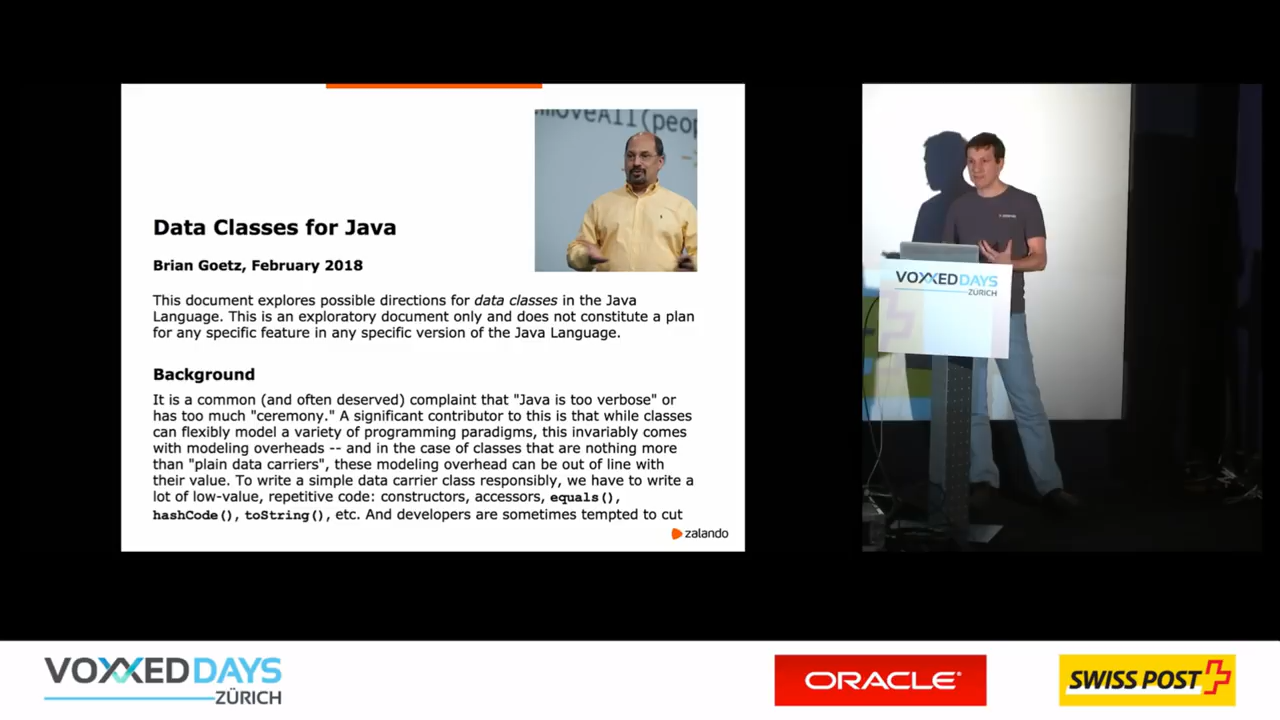 moveAll(peop
Data Classes for Java
Brian Goetz, February 2018
This document explores possible directions for data classes in the Java
Language. This is an exploratory document only and does not constitute a plan
for any specific feature in any specific version of the Java Language.
Background
It is a common (and often deserved) complaint that "Java is too verbose" or
has too much "ceremony." A significant contributor to this is that while classes
can flexibly model a variety of programming paradigms, this invariably comes
with modeling overheads -- and in the case of classes that are nothing more
than "plain data carriers", these modeling overhead can be out of line with
their value. To write a simple data carrier class responsibly, we have to write a
lot of low-value, repetitive code: constructors, accessors, equals(),
hashCode(), toString(), etc. And developers are sometimes tempted to cut
zalando
VOXXED DAYS
ZÜRICH
VOXXED DAYS
ZÜRICH
ORACLE®
SWISS POST